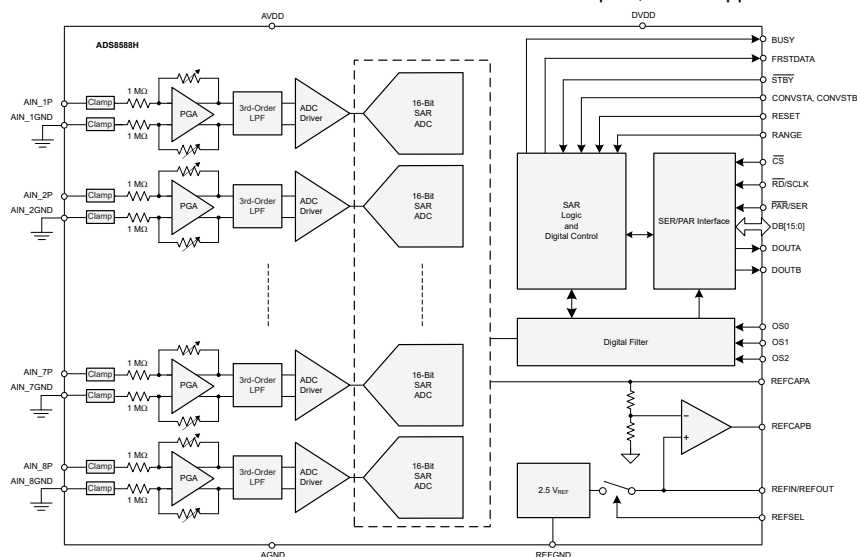 AVDD
DVDD
ADS8588H
BUSY
FRSTDATA
STBY
CONVSTA, CONVSTB
RESET
RANGE
CS
RD/SCLK
PAR/SER
DB[15:0]
DOUTA
DOUTB
OS0
OS1
OS2
REFCAPA
REFCAPB
REFIN/REFOUT
REFSEL
AIN_1P
AIN_1GND
Clamp
Clamp
1 MΩ
1 MΩ
PGA
3rd-Order
LPF
ADC
Driver
16-Bit
SAR
ADC
AIN_2P
AIN_2GND
Clamp
Clamp
1 MΩ
1 MΩ
PGA
3rd-Order
LPF
ADC
Driver
16-Bit
SAR
ADC
SAR
Logic
and
Digital Control
SER/PAR Interface
Digital Filter
AIN_7P
AIN_7GND
Clamp
Clamp
1 MΩ
1 MΩ
PGA
3rd-Order
LPF
ADC
Driver
16-Bit
SAR
ADC
AIN_8P
AIN_8GND
Clamp
Clamp
1 MΩ
1 MΩ
PGA
3rd-Order
LPF
ADC
Driver
16-Bit
SAR
ADC
2.5 VREF
AGND
REFGND